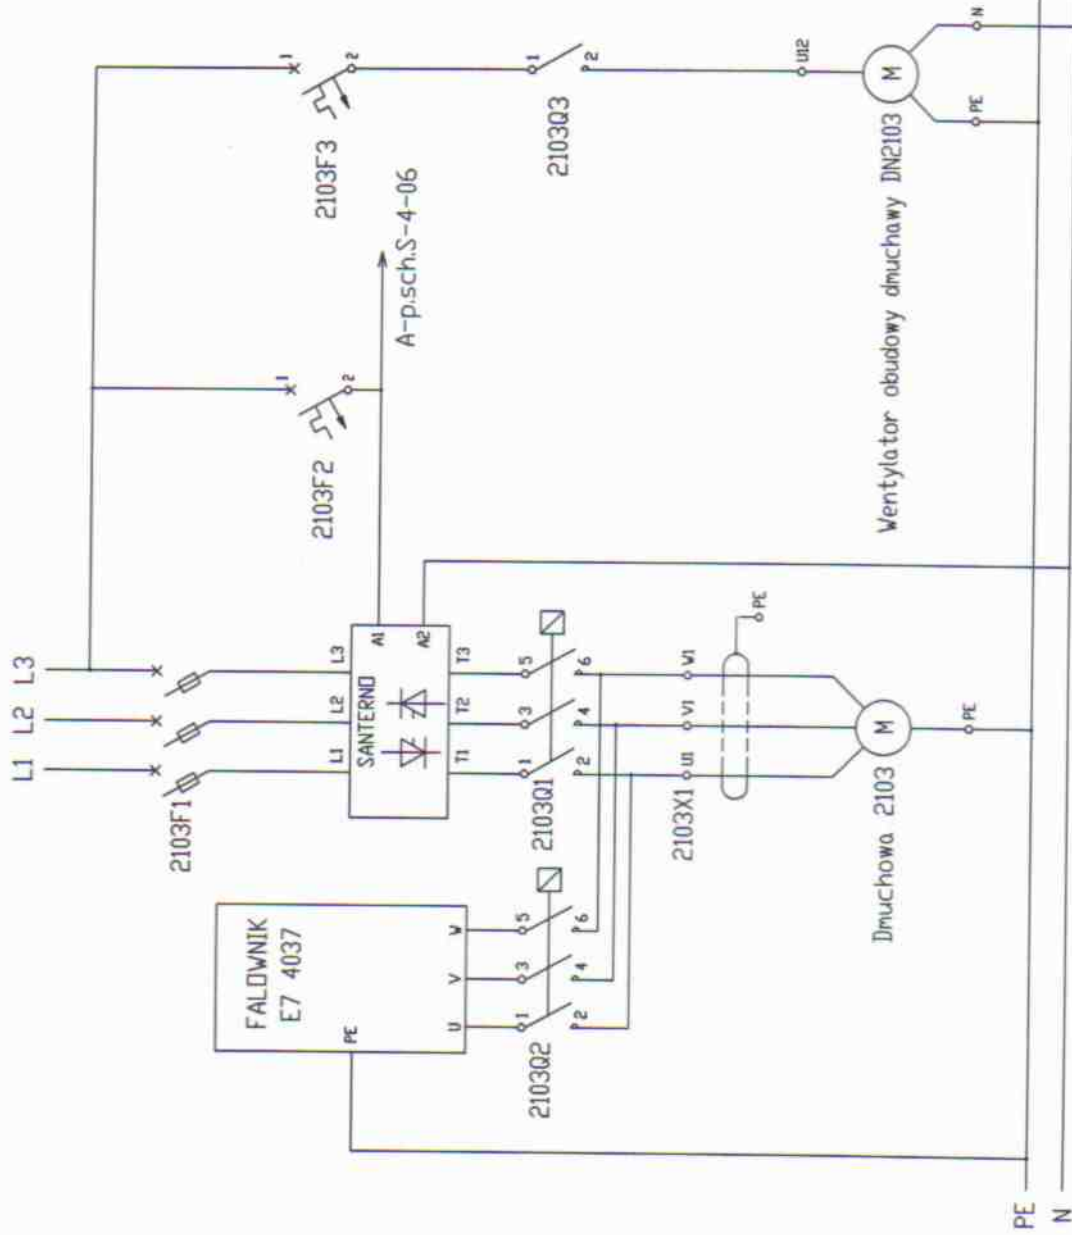 L1 L2 L3
2103F1
L1 L2 L3
SANTERNO
A1
A2
T1 T2 T3
1
2
2103F2
A-p.sch.S-4-06
1
2
2103F3
1
2
2103Q3
U12
M
PE
N
Wentylator obudowy dmuchawy DN2103
FALOWNIK
E7 4037
PE
U V W
1 3 5
2 4 6
2103Q2
1 3 5
2 4 6
2103Q1
2103X1
U1 V1 W1
PE
M
PE
Dmuchowa 2103
PE
N